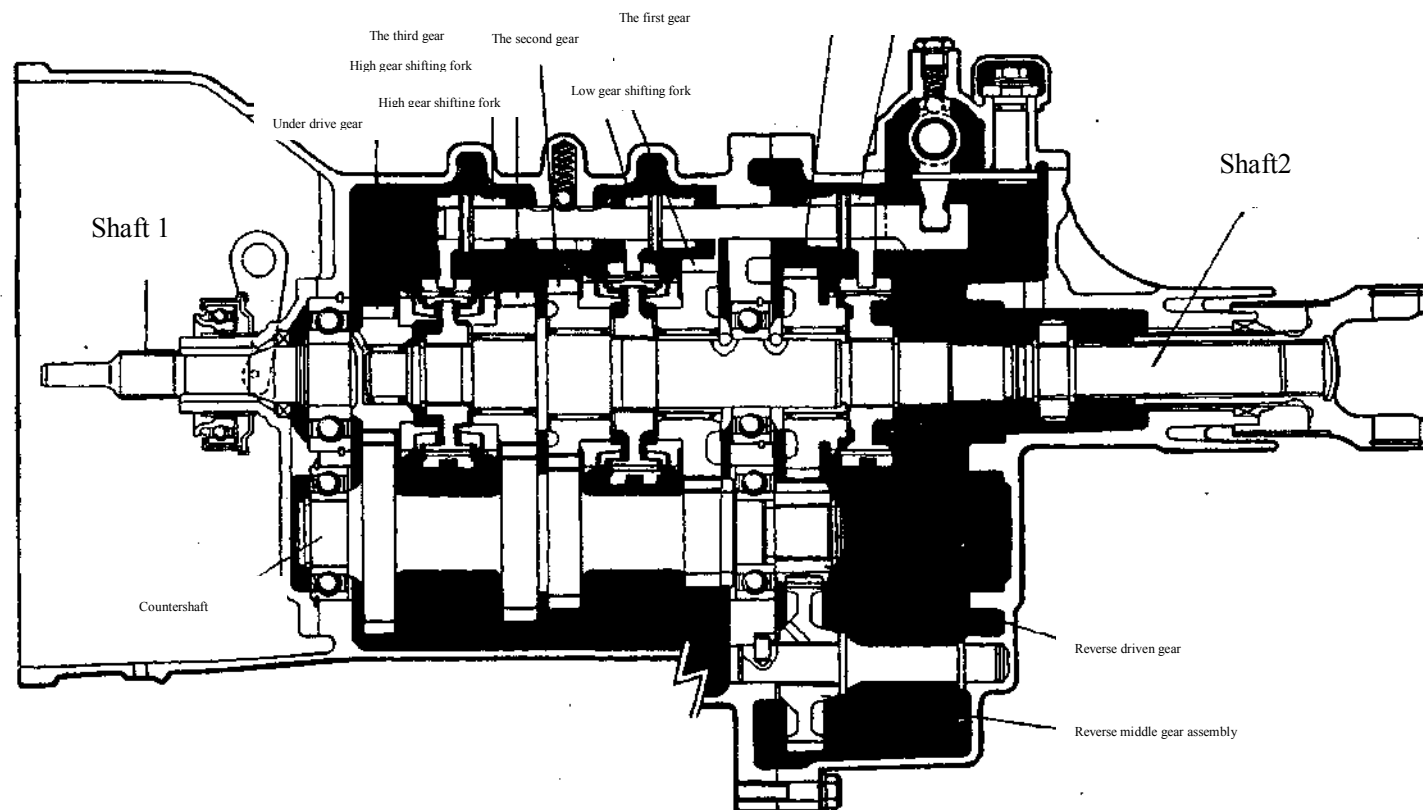 The first gear
The third gear
The second gear
High gear shifting fork
Low gear shifting fork
High gear shifting fork
Under drive gear
Shaft2
Shaft 1
Countershaft
Reverse driven gear
Reverse middle gear assembly